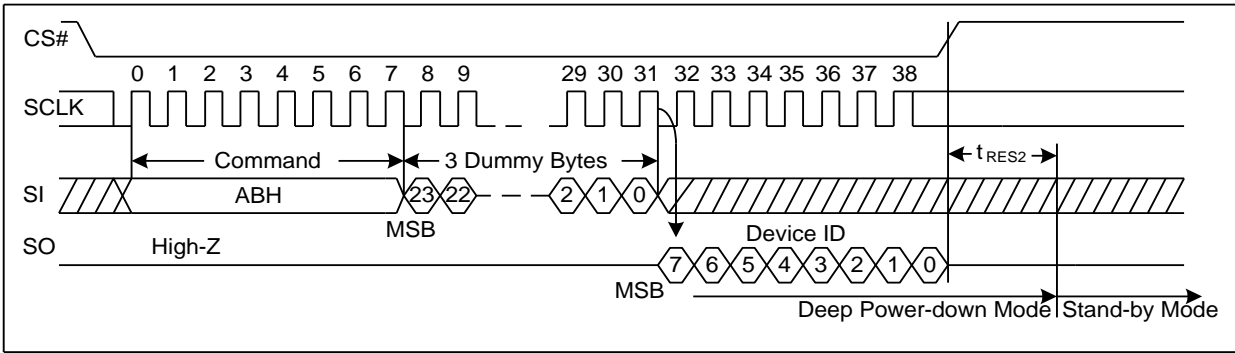 CS#
0 1 2 3 4 5 6 7 8 9 29 30 31 32 33 34 35 36 37 38
SCLK
Command 3 Dummy Bytes tRES2
SI ABH 23 22 2 1 0
MSB
SO High-Z Device ID
7 6 5 4 3 2 1 0
MSB
Deep Power-down Mode Stand-by Mode